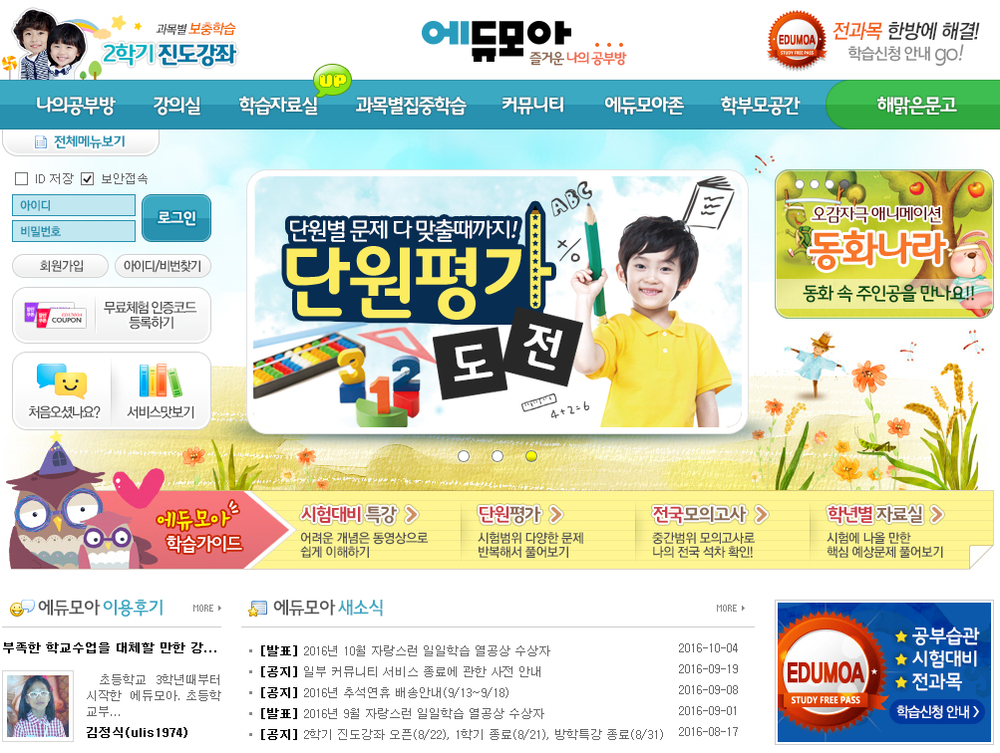 과목별 보충학습
2학기 진도강좌
에듀모아
즐거운 나의 공부방
EDUMOA
STUDY FREE PASS
전과목 한방에 해결!
학습신청 안내 go!
UP
나의공부방 강의실 학습자료실 과목별집중학습 커뮤니티 에듀모아존 학부모공간 해맑은문고
전체메뉴보기
ID 저장 보안접속
아이디
비밀번호
로그인
회원가입 아이디/비번찾기
EDUMOA
COUPON
무료체험 인증코드
등록하기
처음오셨나요? 서비스맛보기
단원별 문제 다 맞출때까지!
단원평가
도전
ABC
x/%
312
4+2=6
오감자극 애니메이션
동화나라
동화 속 주인공을 만나요!!
에듀모아
학습가이드
시험대비 특강
어려운 개념은 동영상으로
쉽게 이해하기
단원평가
시험범위 다양한 문제
반복해서 풀어보기
전국모의고사
중간범위 모의고사로
나의 전국 석차 확인!
학년별 자료실
시험에 나올 만한
핵심 예상문제 풀어보기
에듀모아 이용후기 MORE
부족한 학교수업을 대체할 만한 강...
초등학교 3학년때부터
시작한 에듀모아. 초등학
교부...
김정식(ulis1974)
에듀모아 새소식 MORE
[발표] 2016년 10월 자랑스런 일일학습 열공상 수상자 2016-10-04
[공지] 일부 커뮤니티 서비스 종료에 관한 사전 안내 2016-09-19
[공지] 2016년 추석연휴 배송안내(9/13~9/18) 2016-09-08
[발표] 2016년 9월 자랑스런 일일학습 열공상 수상자 2016-09-01
[공지] 2학기 진도강좌 오픈(8/22), 1학기 종료(8/21), 방학특강 종료(8/31) 2016-08-17
EDUMOA
STUDY FREE PASS
공부습관
시험대비
전과목
학습신청 안내